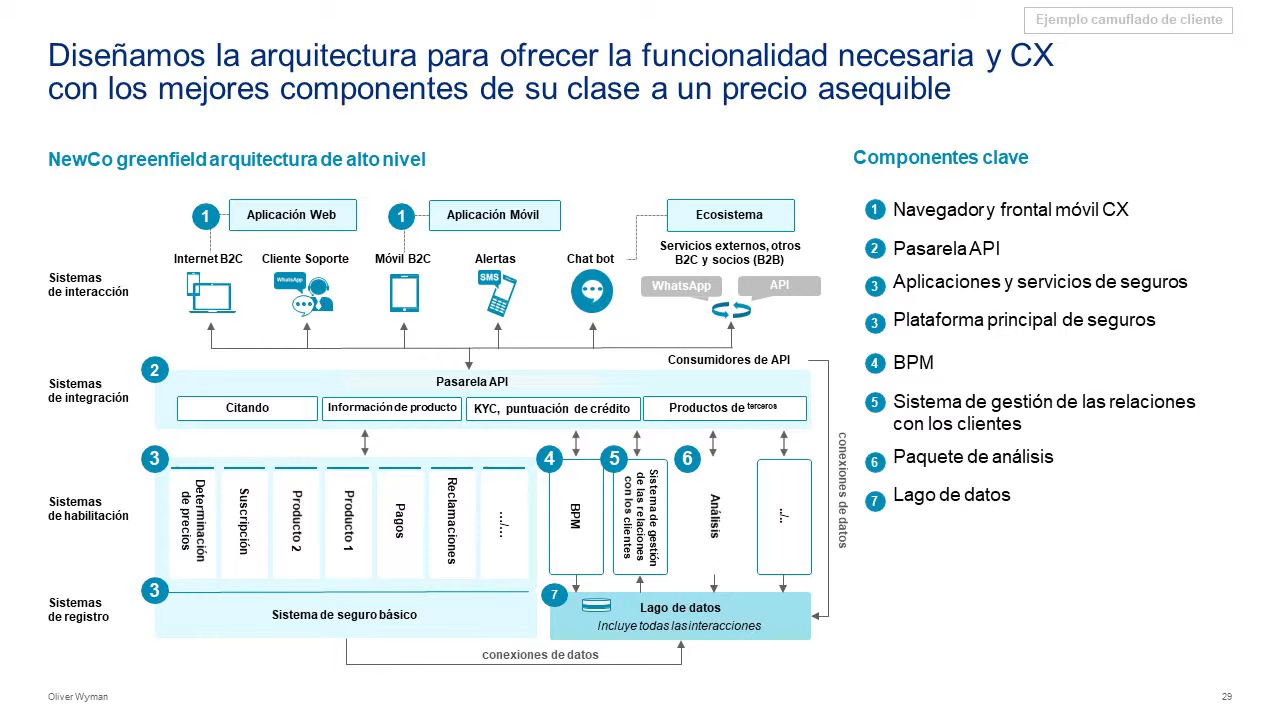 Ejemplo camuflado de cliente
Diseñamos la arquitectura para ofrecer la funcionalidad necesaria y CX
con los mejores componentes de su clase a un precio asequible
NewCo greenfield arquitectura de alto nivel
1
Aplicación Web
1
Aplicación Móvil
Ecosistema
Sistemas
de interacción
Internet B2C
Cliente Soporte
WhatsApp
Móvil B2C
Alertas
SMS
Chat bot
Servicios externos, otros
B2C y socios (B2B)
WhatsApp
API
Consumidores de API
Sistemas
de integración
2
Pasarela API
Citando
Información de producto
KYC, puntuación de crédito
Productos de terceros
conexiones de datos
Sistemas
de habilitación
3
Determinación
de precios
Suscripción
Producto 2
Producto 1
Pagos
Reclamaciones
.../...
4
BPM
5
Sistema de gestión
de las relaciones
con los clientes
6
Análisis
../..
Sistemas
de registro
3
Sistema de seguro básico
7
Lago de datos
Incluye todas las interacciones
conexiones de datos
Componentes clave
1 Navegador y frontal móvil CX
2 Pasarela API
3 Aplicaciones y servicios de seguros
3 Plataforma principal de seguros
4 BPM
5 Sistema de gestión de las relaciones
con los clientes
6 Paquete de análisis
7 Lago de datos
Oliver Wyman
29